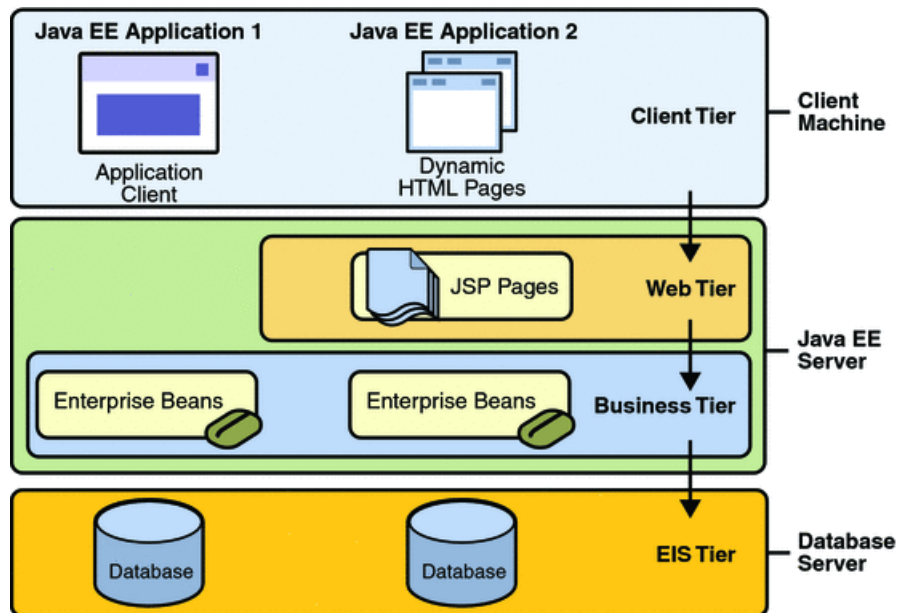 Java EE Application 1
Java EE Application 2
Application
Client
Dynamic
HTML Pages
Client Tier
Client
Machine
JSP Pages
Web Tier
Java EE
Server
Enterprise Beans
Enterprise Beans
Business Tier
Database
Database
EIS Tier
Database
Server